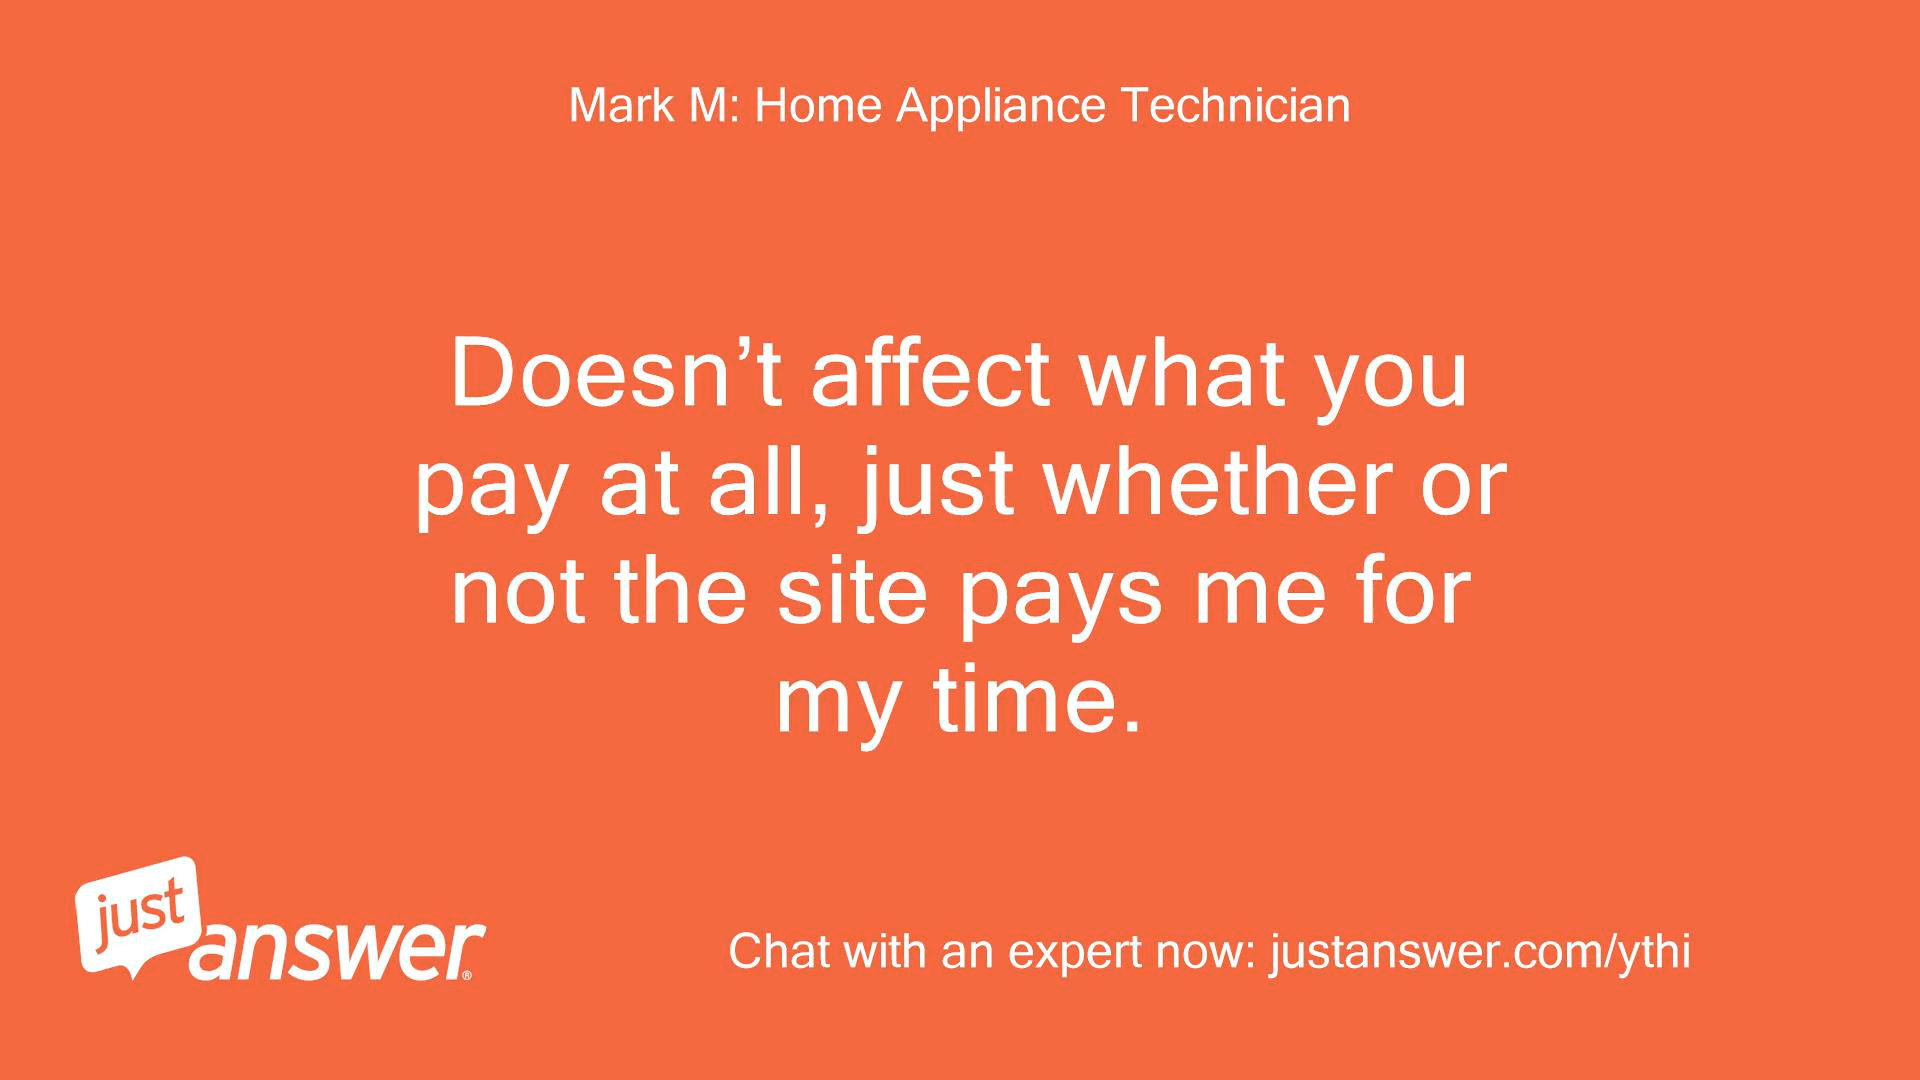 Mark M: Home Appliance Technician
Doesn’t affect what you
pay at all, just whether or
not the site pays me for
my time.
just
answer®
Chat with an expert now: justanswer.com/ythi